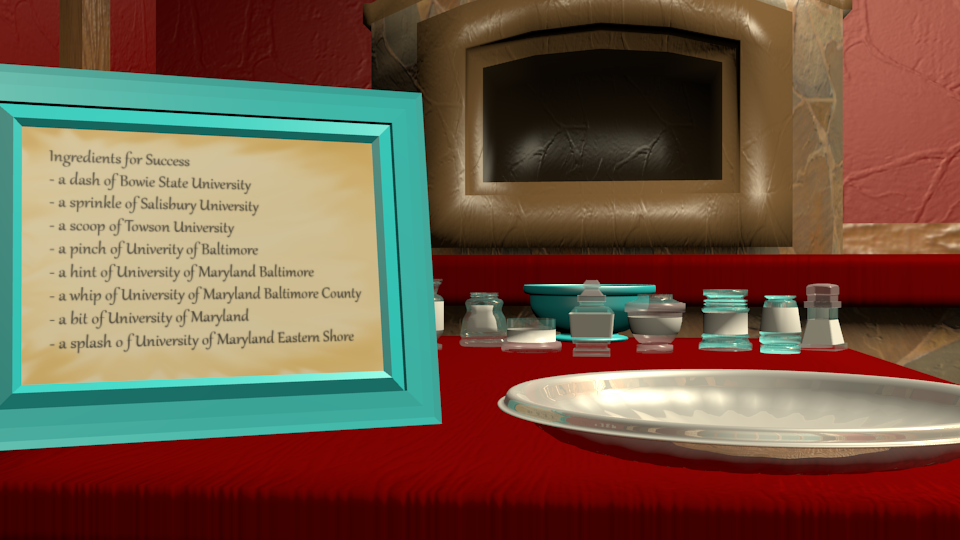 Ingredients for Success
- a dash of Bowie State University
- a sprinkle of Salisbury University
- a scoop of Towson University
- a pinch of Univerity of Baltimore
- a hint of University of Maryland Baltimore
- a whip of University of Maryland Baltimore County
- a bit of University of Maryland
- a splash o f University of Maryland Eastern Shore